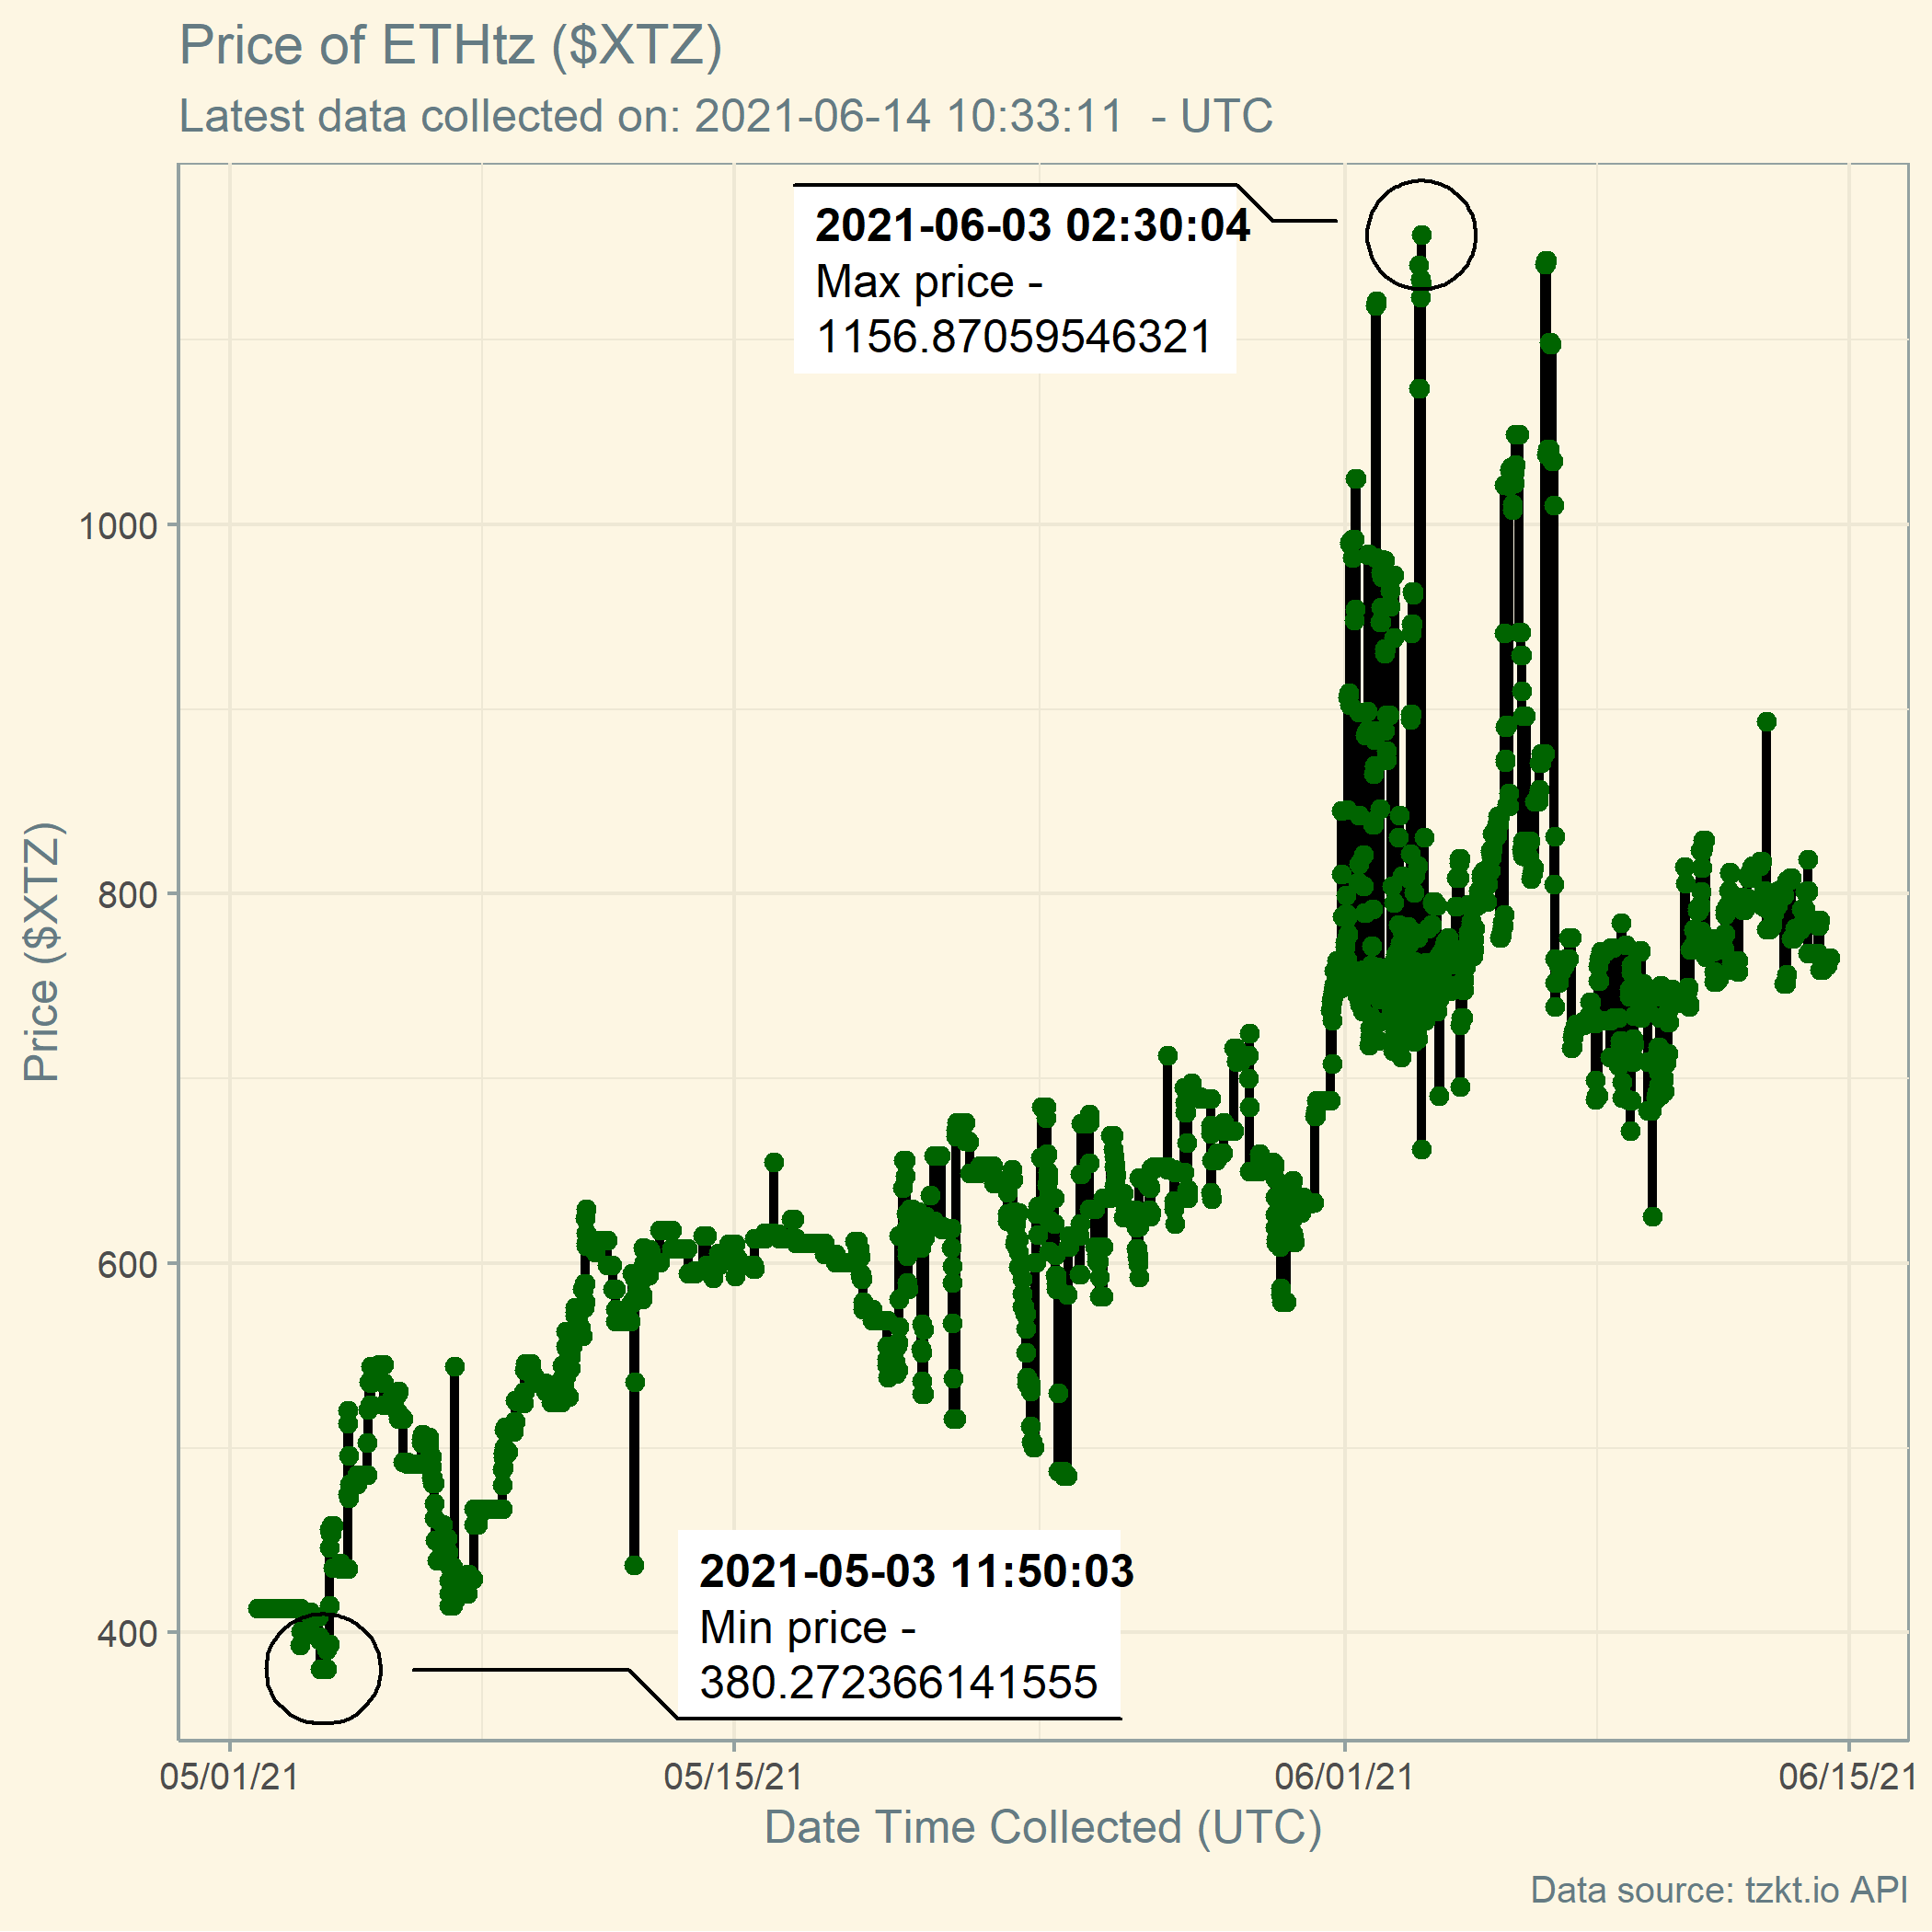 Price of ETHtz ($XTZ)
Latest data collected on: 2021-06-14 10:33:11  - UTC
2021-06-03 02:30:04
Max price -
1156.87059546321
1000
800
600
400
Price ($XTZ)
2021-05-03 11:50:03
Min price -
380.272366141555
05/01/21
05/15/21
06/01/21
06/15/21
Date Time Collected (UTC)
Data source: tzkt.io API